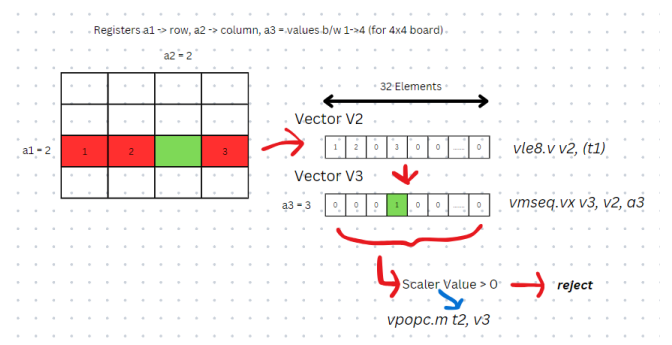 Registers a1 -> row, a2 -> column, a3 = values b/w 1->4 (for 4x4 board)
a2 = 2
32 Elements
Vector V2
a1 = 2 1 2 3
1 2 0 3 0 0 ...... 0 vle8.v v2, (t1)
Vector V3
a3 = 3 0 0 0 1 0 0 ...... 0 vmseq.vx v3, v2, a3
Scaler Value > 0 reject
vpopc.m t2, v3